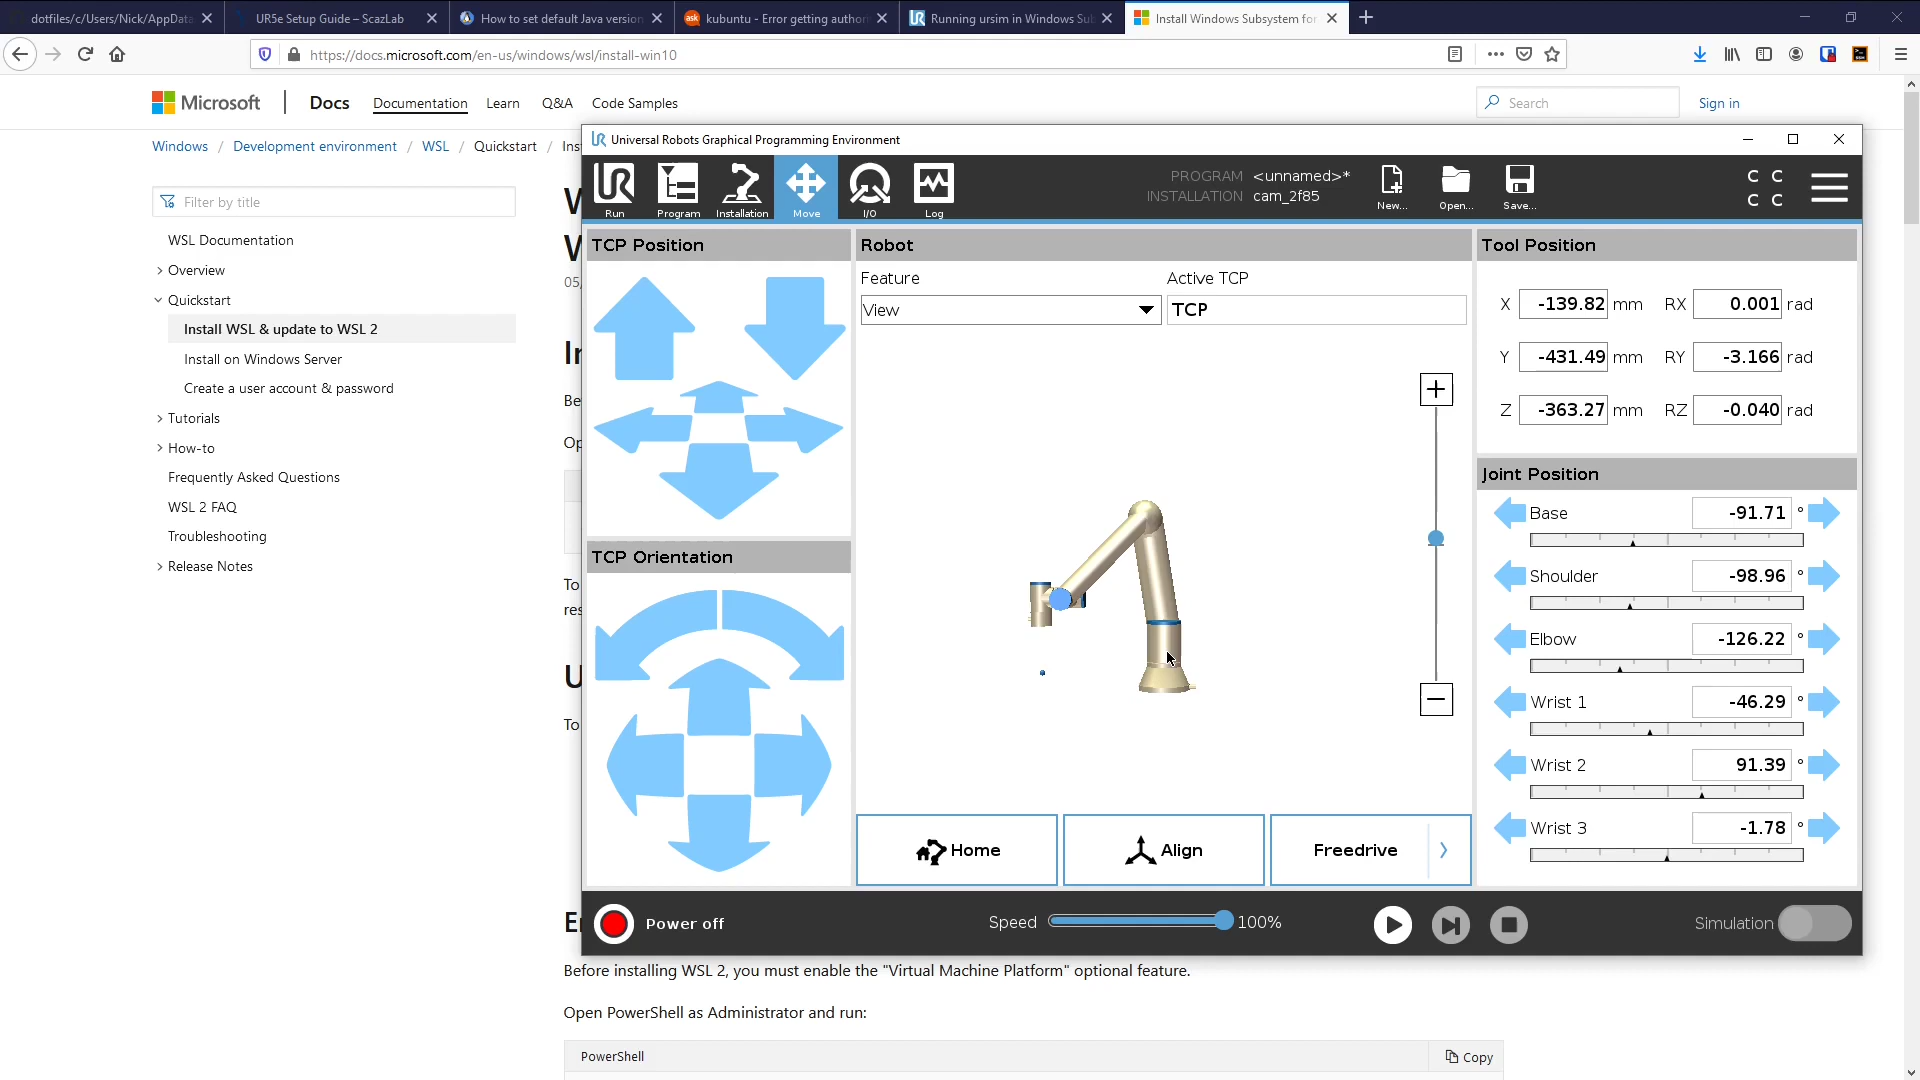 dotfiles/c/Users/Nick/AppData
UR5e Setup Guide – ScazLab
How to set default Java version
kubuntu - Error getting author
Running ursim in Windows Sub
Install Windows Subsystem for
https://docs.microsoft.com/en-us/windows/wsl/install-win10
Microsoft
Docs
Documentation
Learn
Q&A
Code Samples
Search
Sign in
Windows / Development environment / WSL / Quickstart / Ins
Filter by title
WSL Documentation
Overview
Quickstart
Install WSL & update to WSL 2
Install on Windows Server
Create a user account & password
Tutorials
How-to
Frequently Asked Questions
WSL 2 FAQ
Troubleshooting
Release Notes
W
W
05,
In
Be
Op
To
res
U
To
Universal Robots Graphical Programming Environment
Run
Program
Installation
Move
I/O
Log
PROGRAM <unnamed>*
INSTALLATION cam_2f85
New...
Open...
Save...
C C
C C
TCP Position
Robot
Feature
Active TCP
View
TCP
TCP Orientation
Home
Align
Freedrive
Tool Position
X -139.82 mm RX 0.001 rad
Y -431.49 mm RY -3.166 rad
Z -363.27 mm RZ -0.040 rad
Joint Position
Base -91.71 °
Shoulder -98.96 °
Elbow -126.22 °
Wrist 1 -46.29 °
Wrist 2 91.39 °
Wrist 3 -1.78 °
Power off
Speed 100%
Simulation
Before installing WSL 2, you must enable the "Virtual Machine Platform" optional feature.
Open PowerShell as Administrator and run:
PowerShell
Copy